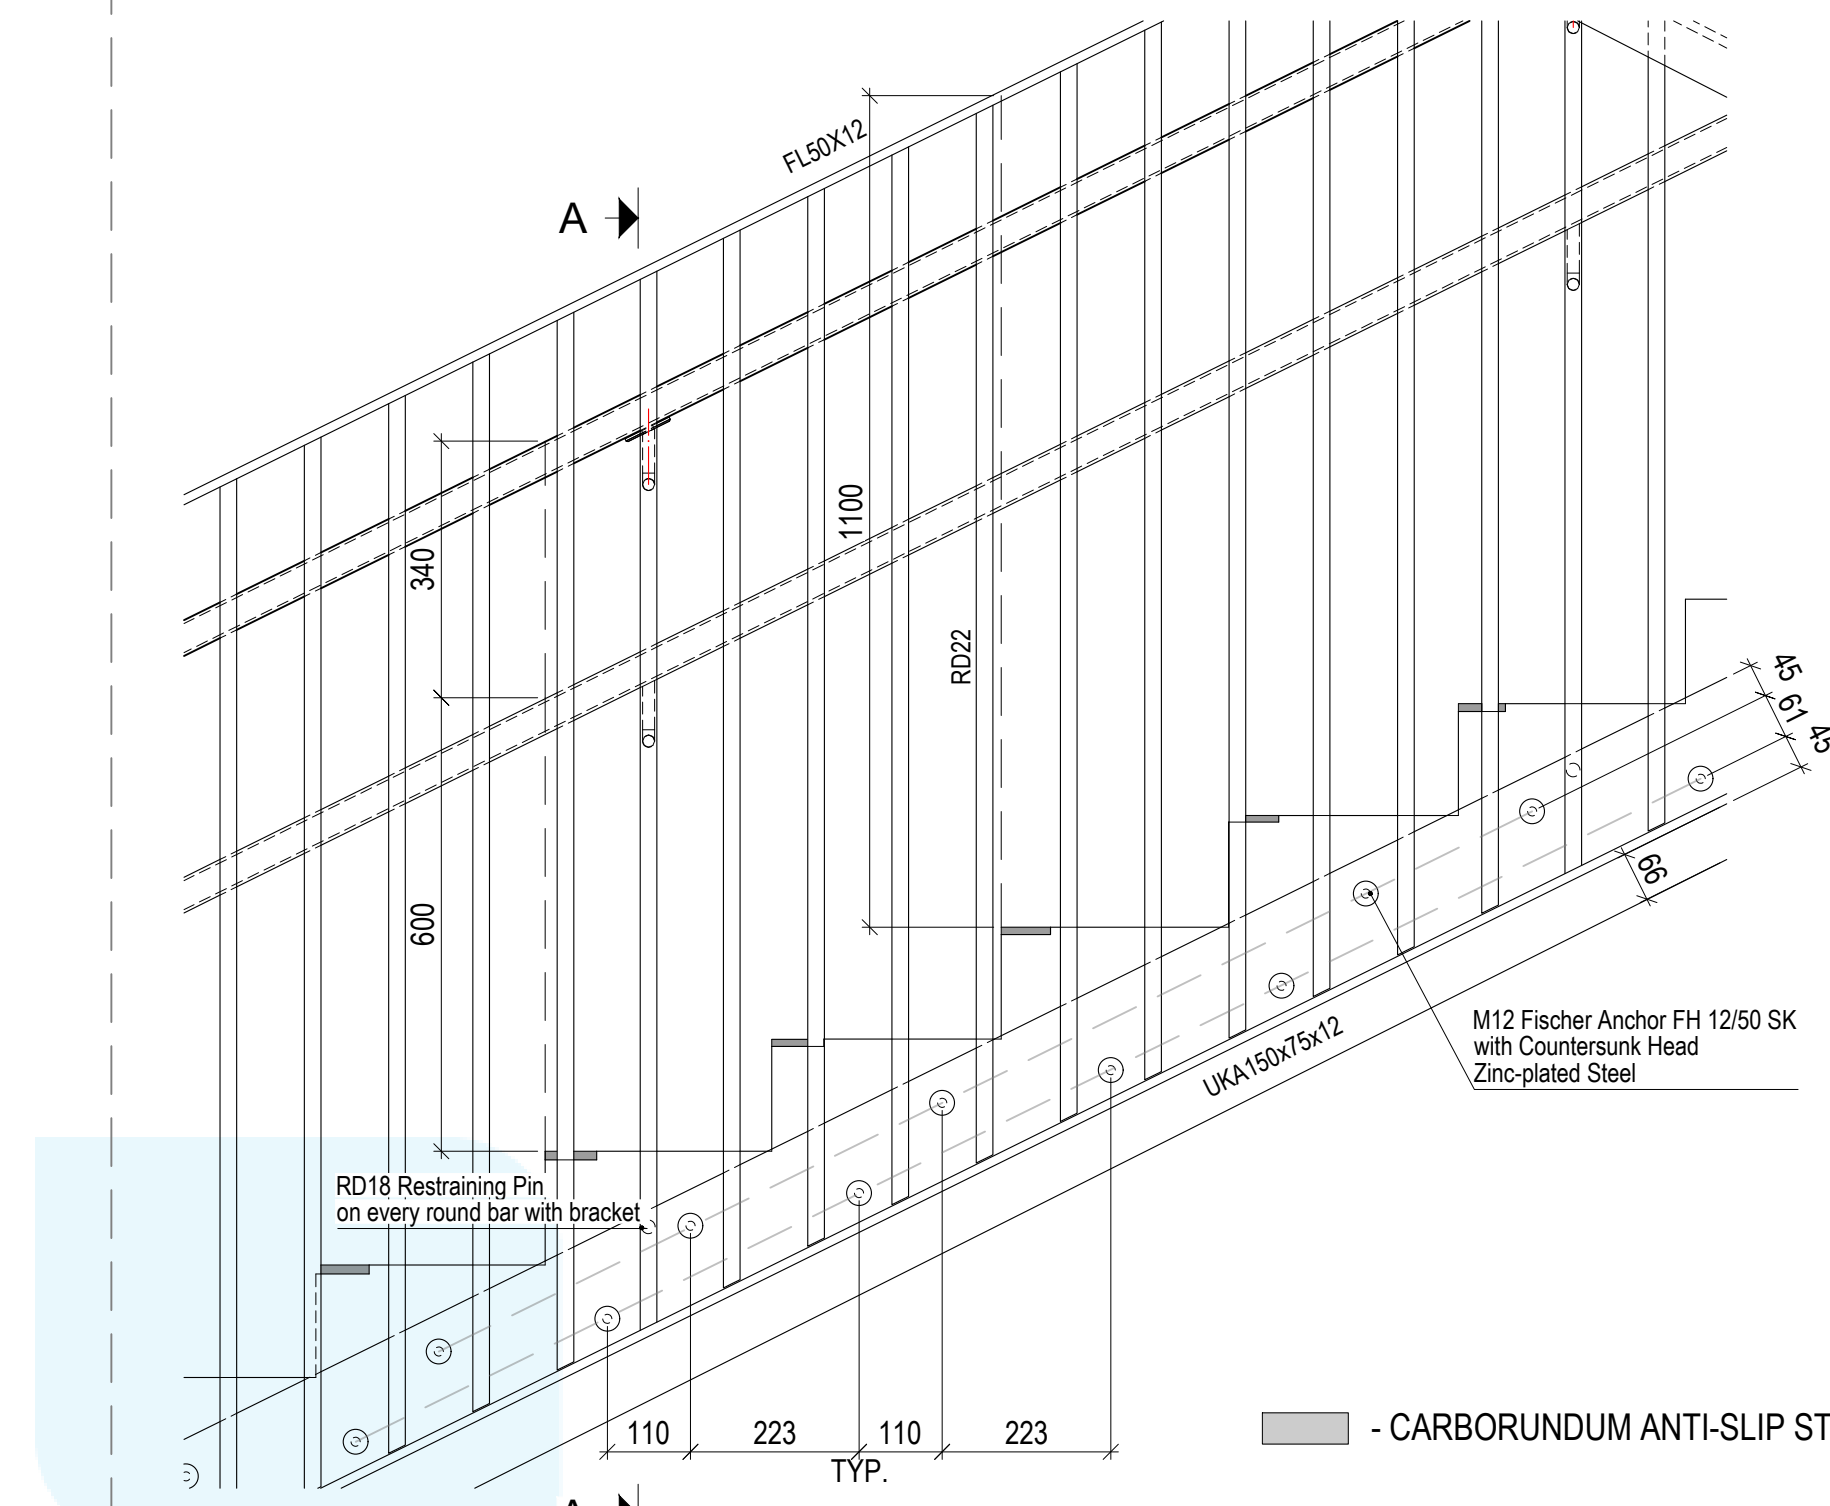 FL50X12
A
340
1100
RD22
600
45
61
45
66
M12 Fischer Anchor FH 12/50 SK
with Countersunk Head
Zinc-plated Steel
UKA150x75x12
RD18 Restraining Pin
on every round bar with bracket
110
223
110
223
TYP.
- CARBORUNDUM ANTI-SLIP ST
A